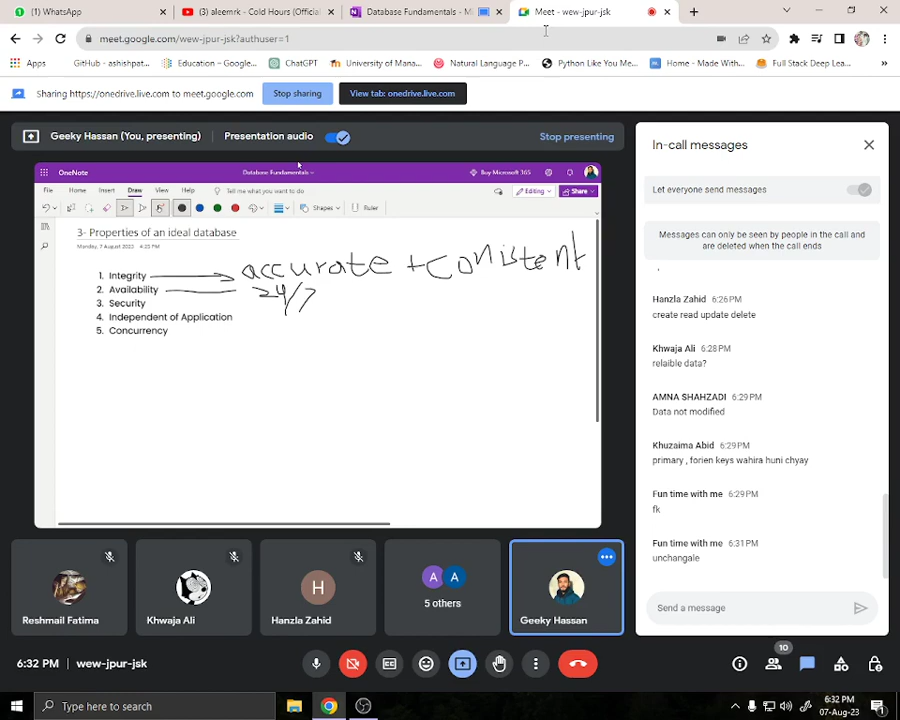 (1) WhatsApp
(3) aleemrk - Cold Hours (Official
Database Fundamentals - Mi
Meet - wew-jpur-jsk
meet.google.com/wew-jpur-jsk?authuser=1
Apps
GitHub - ashishpat...
Education – Google...
ChatGPT
University of Mana...
Natural Language P...
Python Like You Me...
Home - Made With...
Full Stack Deep Lea...
Sharing https://onedrive.live.com to meet.google.com
Stop sharing
View tab: onedrive.live.com
Geeky Hassan (You, presenting)
Presentation audio
Stop presenting
OneNote
Database Fundamentals
Buy Microsoft 365
File Home Insert Draw View Help
Tell me what you want to do
Editing
Share
Shapes
Ruler
3- Properties of an ideal database
Monday, 7 August 2023 4:23 PM
1. Integrity
accurate + conistent
2. Availability
24/7
3. Security
4. Independent of Application
5. Concurrency
In-call messages
Let everyone send messages
Messages can only be seen by people in the call and
are deleted when the call ends
Hanzla Zahid 6:26 PM
create read update delete
Khwaja Ali 6:28 PM
relaible data?
AMNA SHAHZADI 6:29 PM
Data not modified
Khuzaima Abid 6:29 PM
primary , forien keys wahira huni chyay
Fun time with me 6:29 PM
fk
Fun time with me 6:31 PM
unchangale
Send a message
Reshmail Fatima
Khwaja Ali
H
Hanzla Zahid
A A
5 others
Geeky Hassan
6:32 PM | wew-jpur-jsk
10
Type here to search
6:32 PM
07-Aug-23